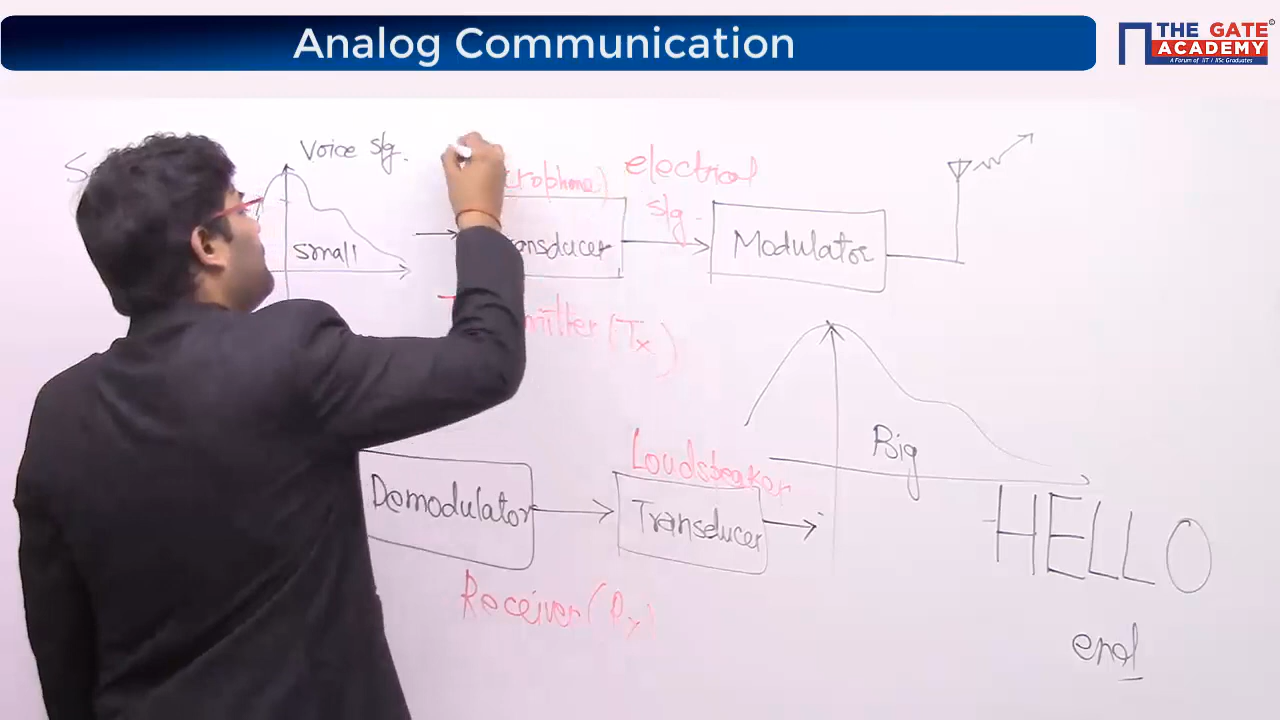 Analog Communication
THE GATE
ACADEMY
A Forum of IIT / IISc Graduates
Voice sig.
electrical
sig.
small
Modulator
(Tx)
Big
Loudspeaker
Demodulator
Transducer
HELLO
Receiver (Rx)
end